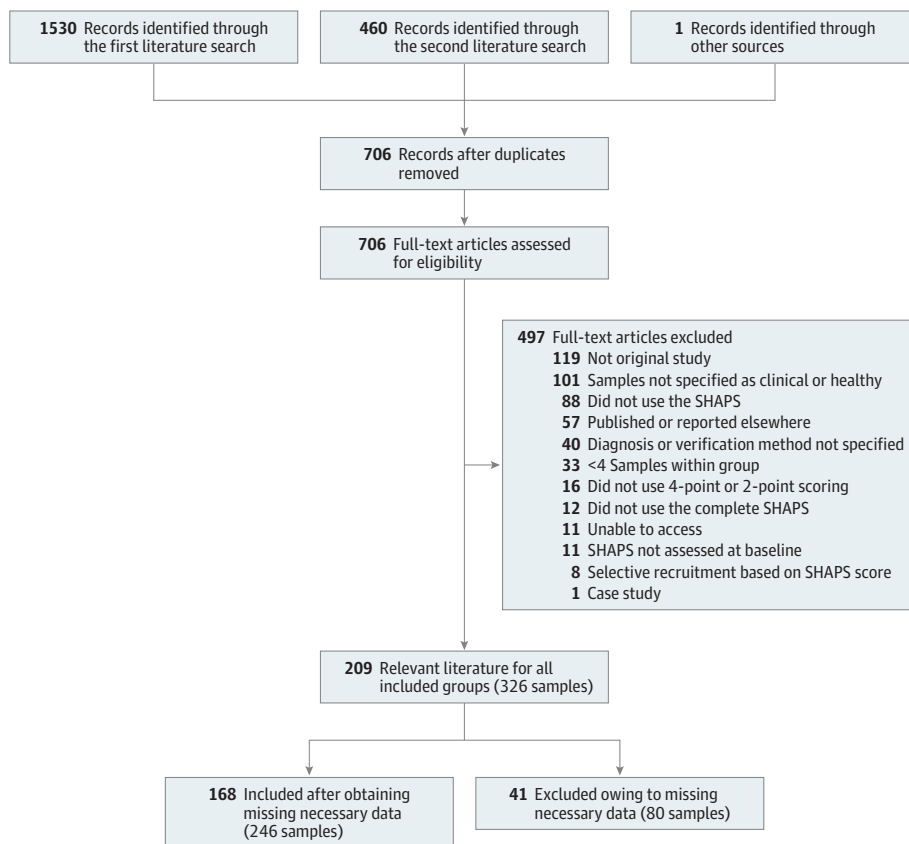 1530 Records identified through
the first literature search
460 Records identified through
the second literature search
1 Records identified through
other sources
706 Records after duplicates
removed
706 Full-text articles assessed
for eligibility
497 Full-text articles excluded
119 Not original study
101 Samples not specified as clinical or healthy
88 Did not use the SHAPS
57 Published or reported elsewhere
40 Diagnosis or verification method not specified
33 <4 Samples within group
16 Did not use 4-point or 2-point scoring
12 Did not use the complete SHAPS
11 Unable to access
11 SHAPS not assessed at baseline
8 Selective recruitment based on SHAPS score
1 Case study
209 Relevant literature for all
included groups (326 samples)
168 Included after obtaining
missing necessary data
(246 samples)
41 Excluded owing to missing
necessary data (80 samples)